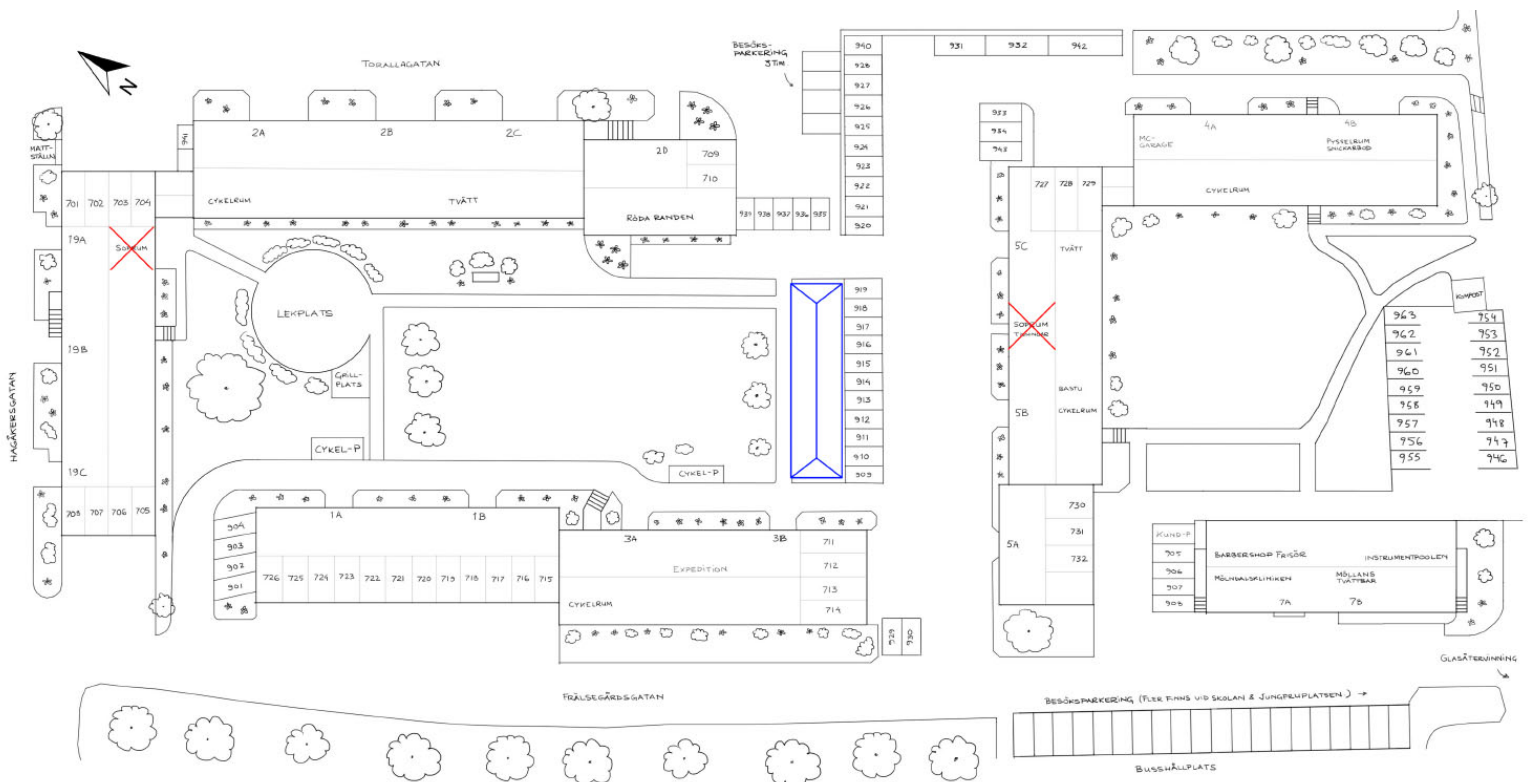 TORALLAGATAN
N
BESÖKS-
PARKERING
3 TIM
940
928
927
926
925
924
923
922
921
920
931
932
942
933
934
943
MATT-
STÄLLN
941
2A
2B
2C
2D
709
710
CYKELRUM
TVÄTT
RÖDA RANDEN
939
938
937
936
935
701
702
703
704
19A
SOPRUM
19B
19C
708
707
706
705
HAGÅKERSGATAN
LEKPLATS
GRILL-
PLATS
CYKEL-P
CYKEL-P
919
918
917
916
915
914
913
912
911
910
909
727
728
729
5C
TVÄTT
SOPRUM
5B
BASTU
CYKELRUM
5A
730
731
732
MC-
GARAGE
4A
4B
PYSSELRUM
SNICKARBOD
CYKELRUM
KOMPOST
963
962
961
960
959
958
957
956
955
954
953
952
951
950
949
948
947
946
904
903
902
901
1A
1B
726
725
724
723
722
721
720
719
718
717
716
715
3A
3B
EXPEDITION
CYKELRUM
711
712
713
714
929
930
KUND-P
905
906
907
908
BARBERSHOP FRISÖR
INSTRUMENTPOOLEN
MÖLNDALSKLINIKEN
MÖLLANS
TVÄTTBAR
7A
7B
GLASÅTERVINNING
FRÄLSEGÅRDSGATAN
BESÖKSPARKERING (FLER FINNS VID SKOLAN & JUNGFRUPLATSEN)
BUSSHÅLLPLATS